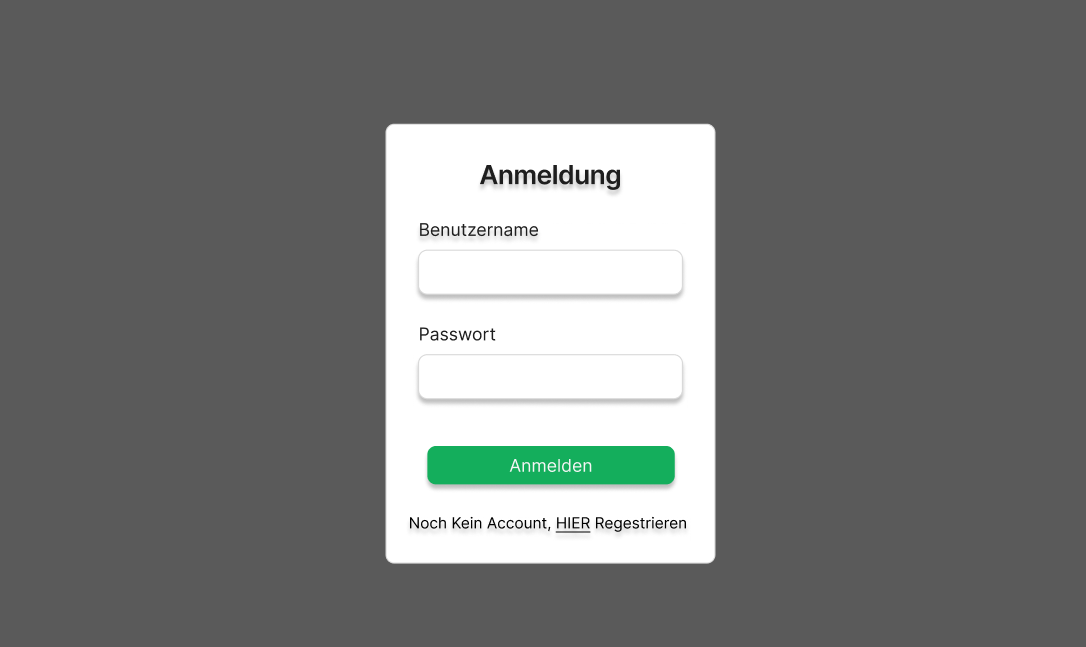 Anmeldung
Benutzername
Passwort
Anmelden
Noch Kein Account, HIER Regestrieren